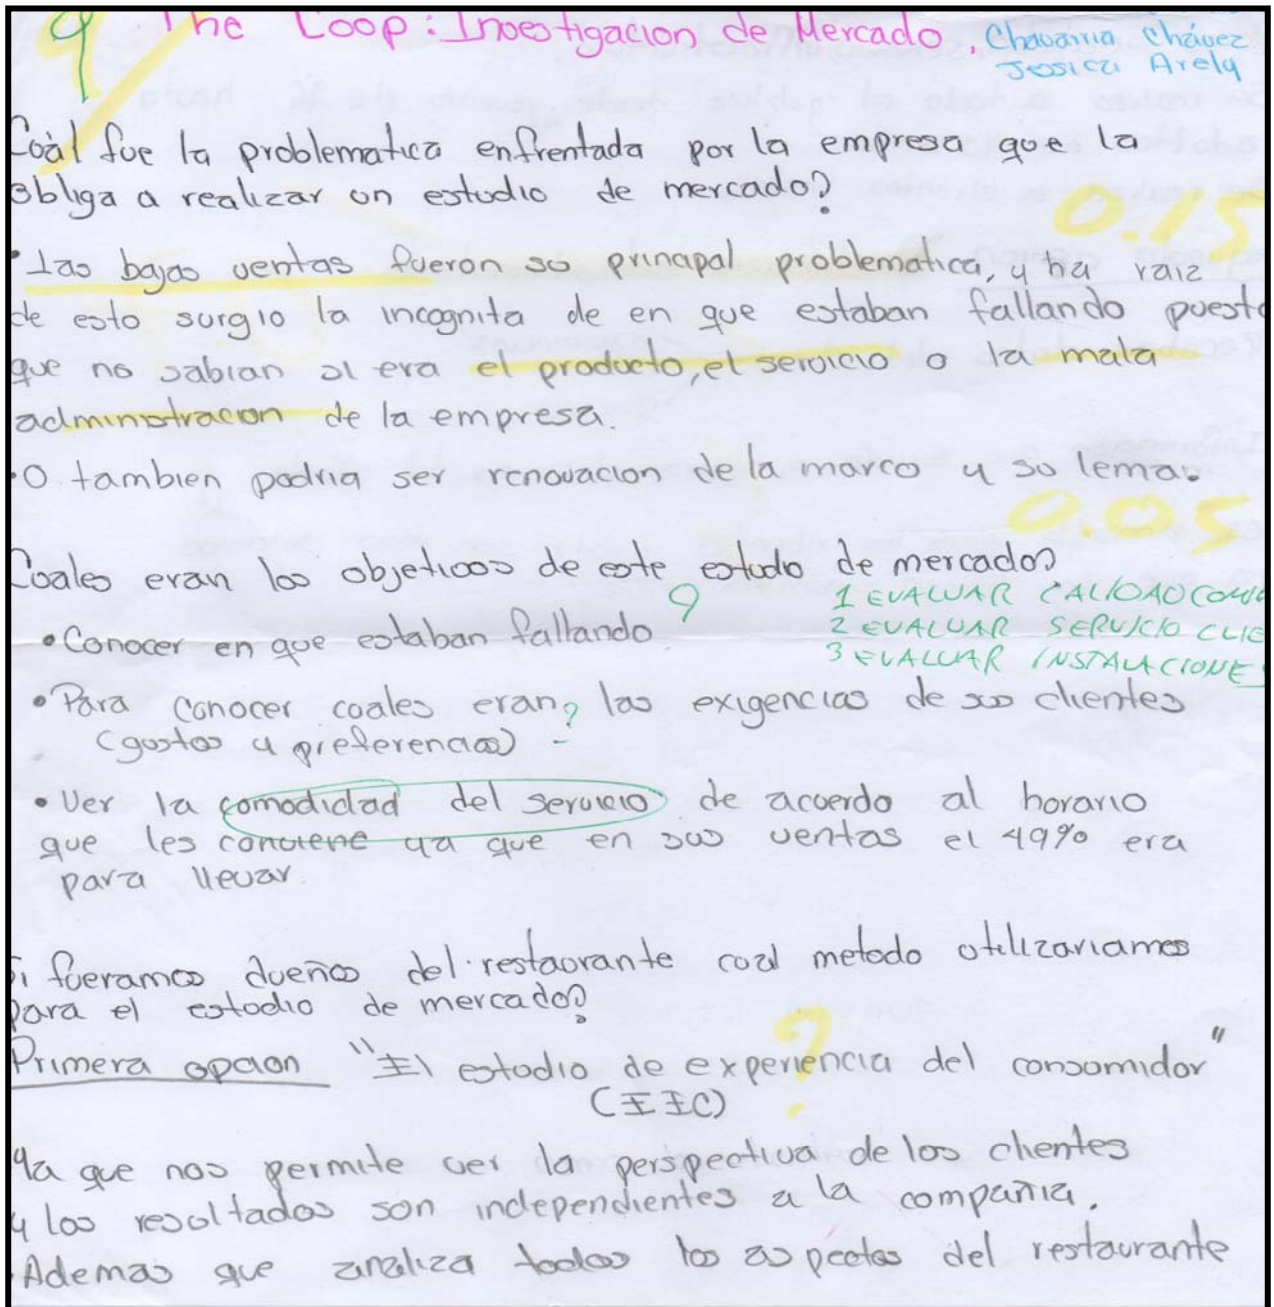 9 The Coop: Investigacion de Mercado. Chavarria Chávez
Jessica Arely
Cuál fue la problematica enfrentada por la empresa que la
obliga a realizar un estudio de mercado?
0.15
• Las bajas ventas fueron su principal problematica, y ha raiz
de esto surgio la incognita de en que estaban fallando puesto
que no sabian si era el producto, el servicio o la mala
administracion de la empresa.
• O tambien podria ser renovacion de la marca y su lema.
0.05
Cuales eran los objetivos de este estudio de mercado?
• Conocer en que estaban fallando ?
1 EVALUAR CALIDAD
2 EVALUAR SERVICIO CLIE
3 EVALUAR INSTALACIONE
• Para conocer cuales eran ? las exigencias de sus clientes
(gustos y preferencias)
• Ver la comodidad del servicio de acuerdo al horario
que les conviene ya que en sus ventas el 49% era
para llevar
Si fueramos dueños del restaurante cual metodo utilizariamos
para el estudio de mercado?
?
Primera opcion "El estudio de experiencia del consumidor"
(EEC)
Ya que nos permite ver la perspectiva de los clientes
y los resultados son independientes a la compañia.
Ademas que analiza todos los aspectos del restaurante